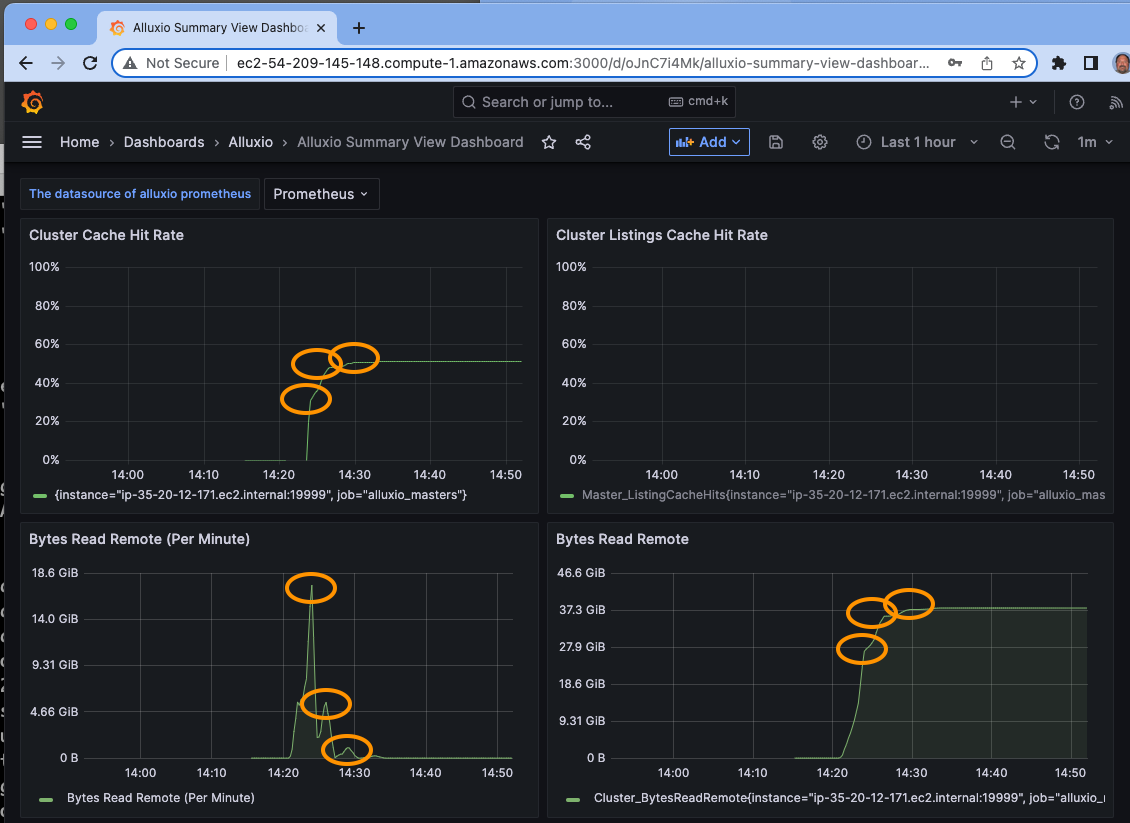 Alluxio Summary View Dashbo
Not Secure ec2-54-209-145-148.compute-1.amazonaws.com:3000/d/oJnC7i4Mk/alluxio-summary-view-dashboar...
Search or jump to... cmd+k
Home › Dashboards › Alluxio › Alluxio Summary View Dashboard Add Last 1 hour 1m
The datasource of alluxio prometheus Prometheus
Cluster Cache Hit Rate
100%
80%
60%
40%
20%
0%
14:00 14:10 14:20 14:30 14:40 14:50
{instance="ip-35-20-12-171.ec2.internal:19999", job="alluxio_masters"}
Cluster Listings Cache Hit Rate
100%
80%
60%
40%
20%
0%
14:00 14:10 14:20 14:30 14:40 14:50
Master_ListingCacheHits{instance="ip-35-20-12-171.ec2.internal:19999", job="alluxio_mas
Bytes Read Remote (Per Minute)
18.6 GiB
14.0 GiB
9.31 GiB
4.66 GiB
0 B
14:00 14:10 14:20 14:30 14:40 14:50
Bytes Read Remote (Per Minute)
Bytes Read Remote
46.6 GiB
37.3 GiB
27.9 GiB
18.6 GiB
9.31 GiB
0 B
14:00 14:10 14:20 14:30 14:40 14:50
Cluster_BytesReadRemote{instance="ip-35-20-12-171.ec2.internal:19999", job="alluxio_